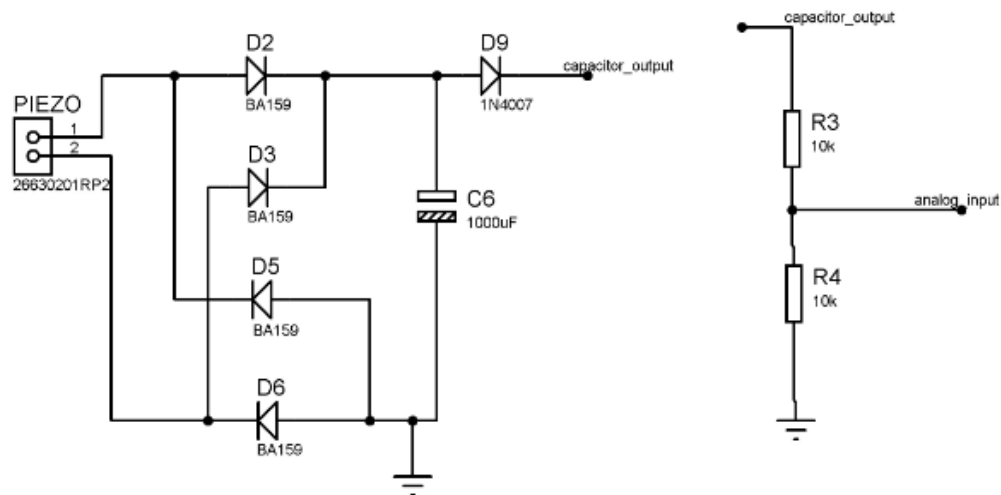 PIEZO
1
2
26630201RP2
D2
BA159
D3
BA159
D5
BA159
D6
BA159
D9
1N4007
capacitor_output
C6
1000uF
capacitor_output
R3
10k
analog_input
R4
10k